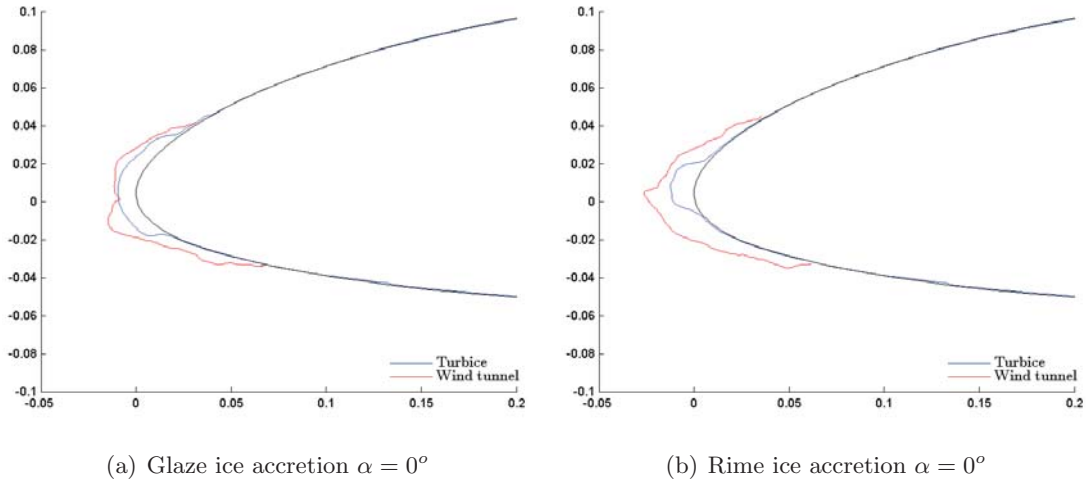 0.1
0.08
0.06
0.04
0.02
0
-0.02
-0.04
-0.06
-0.08
-0.1
-0.05 0 0.05 0.1 0.15 0.2
Turbice
Wind tunnel
(a) Glaze ice accretion α = 0°
0.1
0.08
0.06
0.04
0.02
0
-0.02
-0.04
-0.06
-0.08
-0.1
-0.05 0 0.05 0.1 0.15 0.2
Turbice
Wind tunnel
(b) Rime ice accretion α = 0°